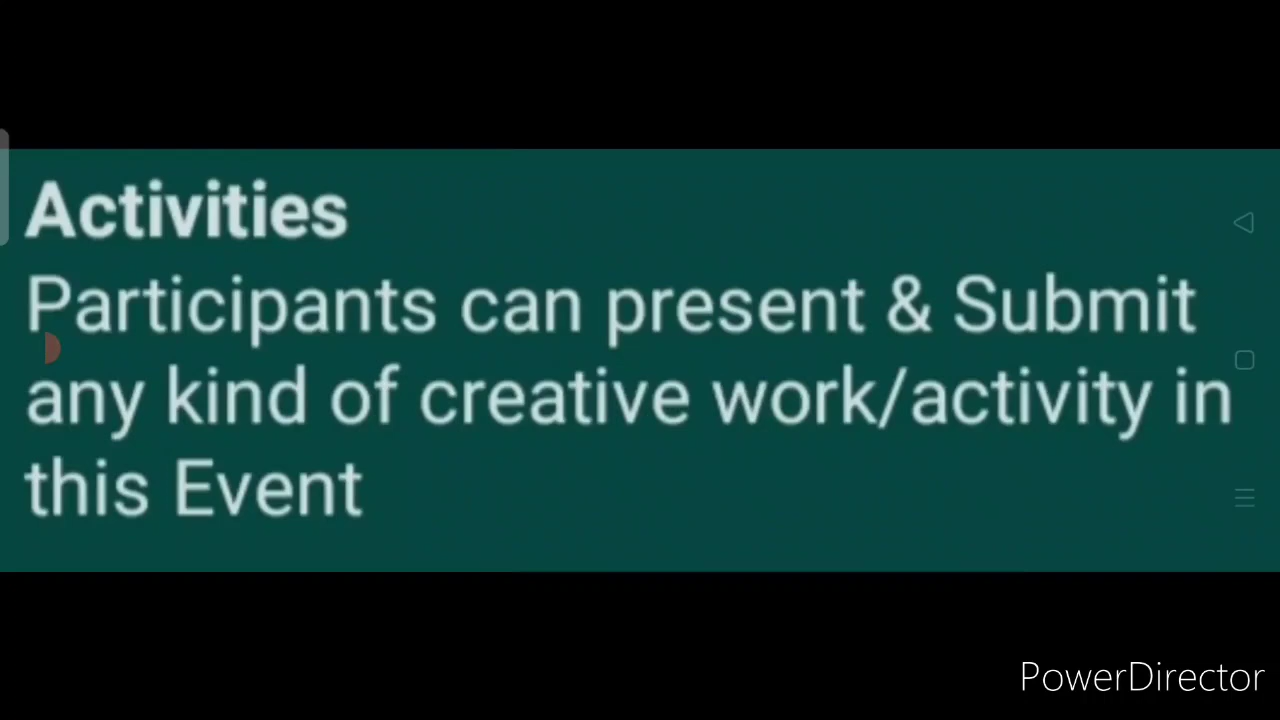 Activities
Participants can present & Submit
any kind of creative work/activity in
this Event
PowerDirector